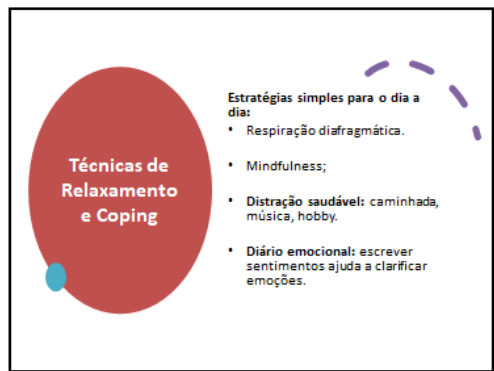 Técnicas de
Relaxamento
e Coping
Estratégias simples para o dia a
dia:
• Respiração diafragmática.
• Mindfulness;
• Distração saudável: caminhada,
música, hobby.
• Diário emocional: escrever
sentimentos ajuda a clarificar
emoções.